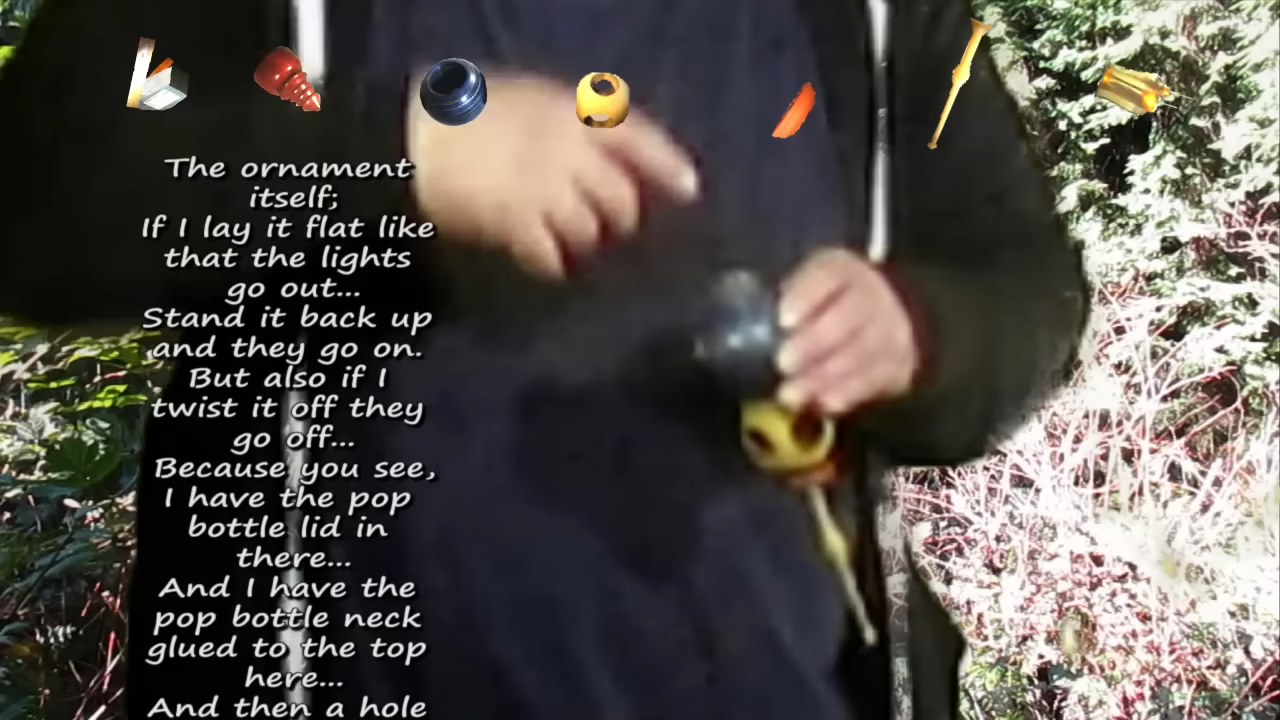 The ornament
itself;
If I lay it flat like
that the lights
go out...
Stand it back up
and they go on.
But also if I
twist it off they
go off...
Because you see,
I have the pop
bottle lid in
there...
And I have the
pop bottle neck
glued to the top
here...
And then a hole